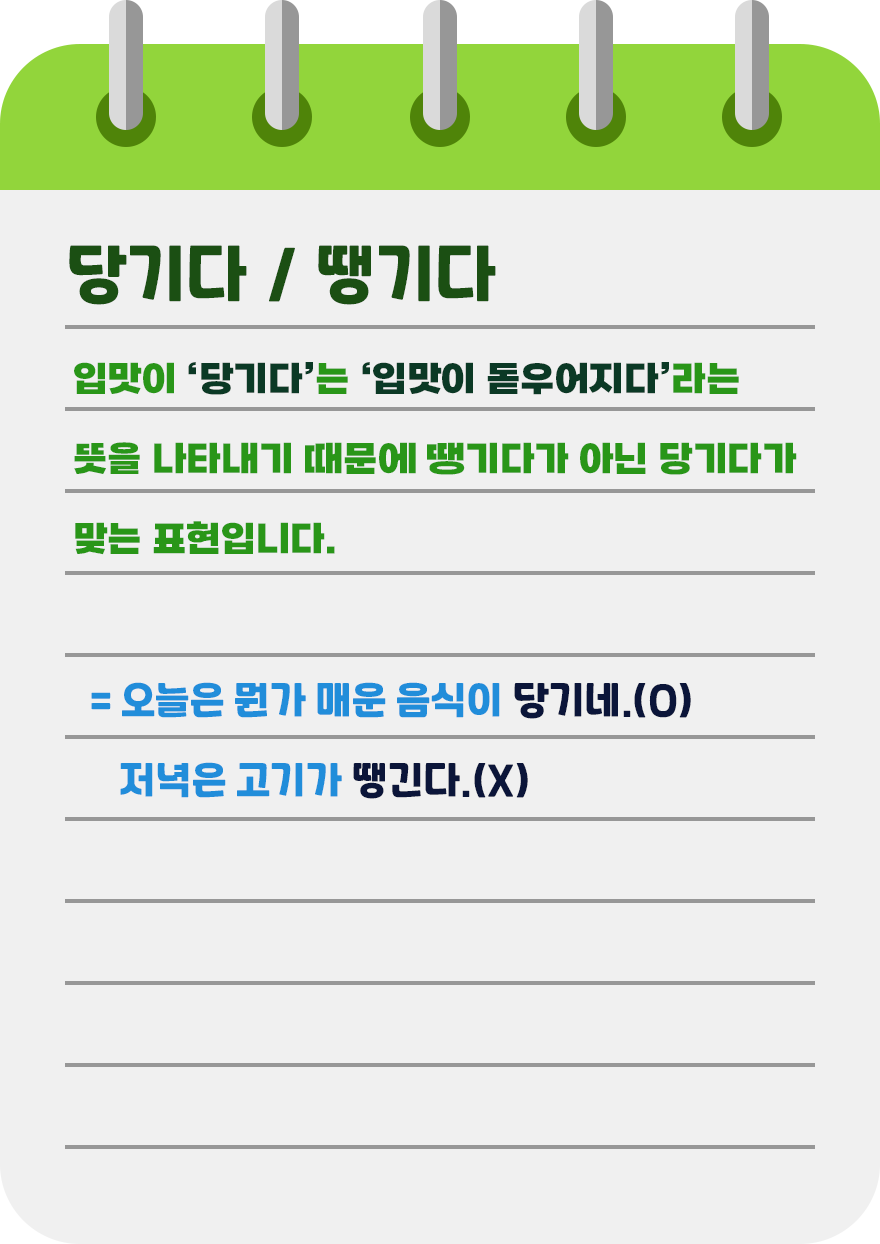 당기다 / 땡기다
입맛이 ‘당기다’는 ‘입맛이 돋우어지다’라는
뜻을 나타내기 때문에 땡기다가 아닌 당기다가
맞는 표현입니다.
= 오늘은 뭔가 매운 음식이 당기네.(O)
저녁은 고기가 땡긴다.(X)